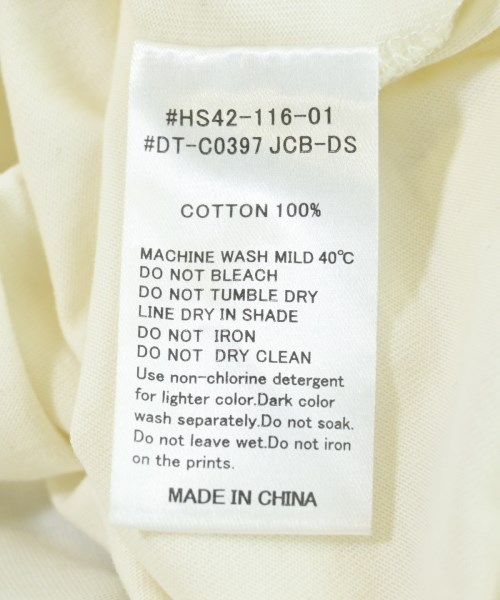 #HS42-116-01
#DT-C0397 JCB-DS
COTTON 100%
MACHINE WASH MILD 40℃
DO NOT BLEACH
DO NOT TUMBLE DRY
LINE DRY IN SHADE
DO NOT IRON
DO NOT DRY CLEAN
Use non-chlorine detergent
for lighter color.Dark color
wash separately.Do not soak.
Do not leave wet.Do not iron
on the prints.
MADE IN CHINA